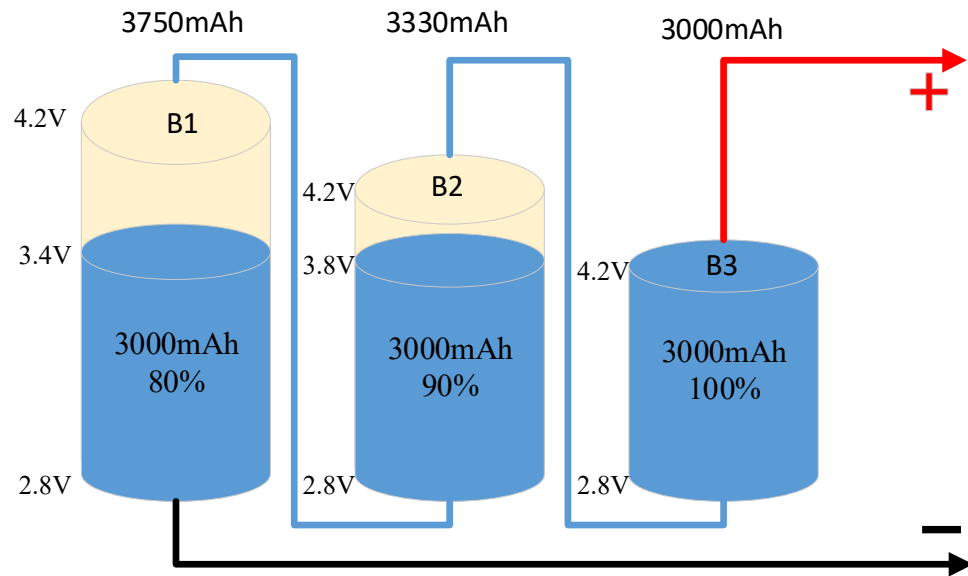 3750mAh
3330mAh
3000mAh
4.2V
B1
3.4V
3000mAh
80%
2.8V
4.2V
B2
3.8V
3000mAh
90%
2.8V
4.2V
B3
3000mAh
100%
2.8V
+
−